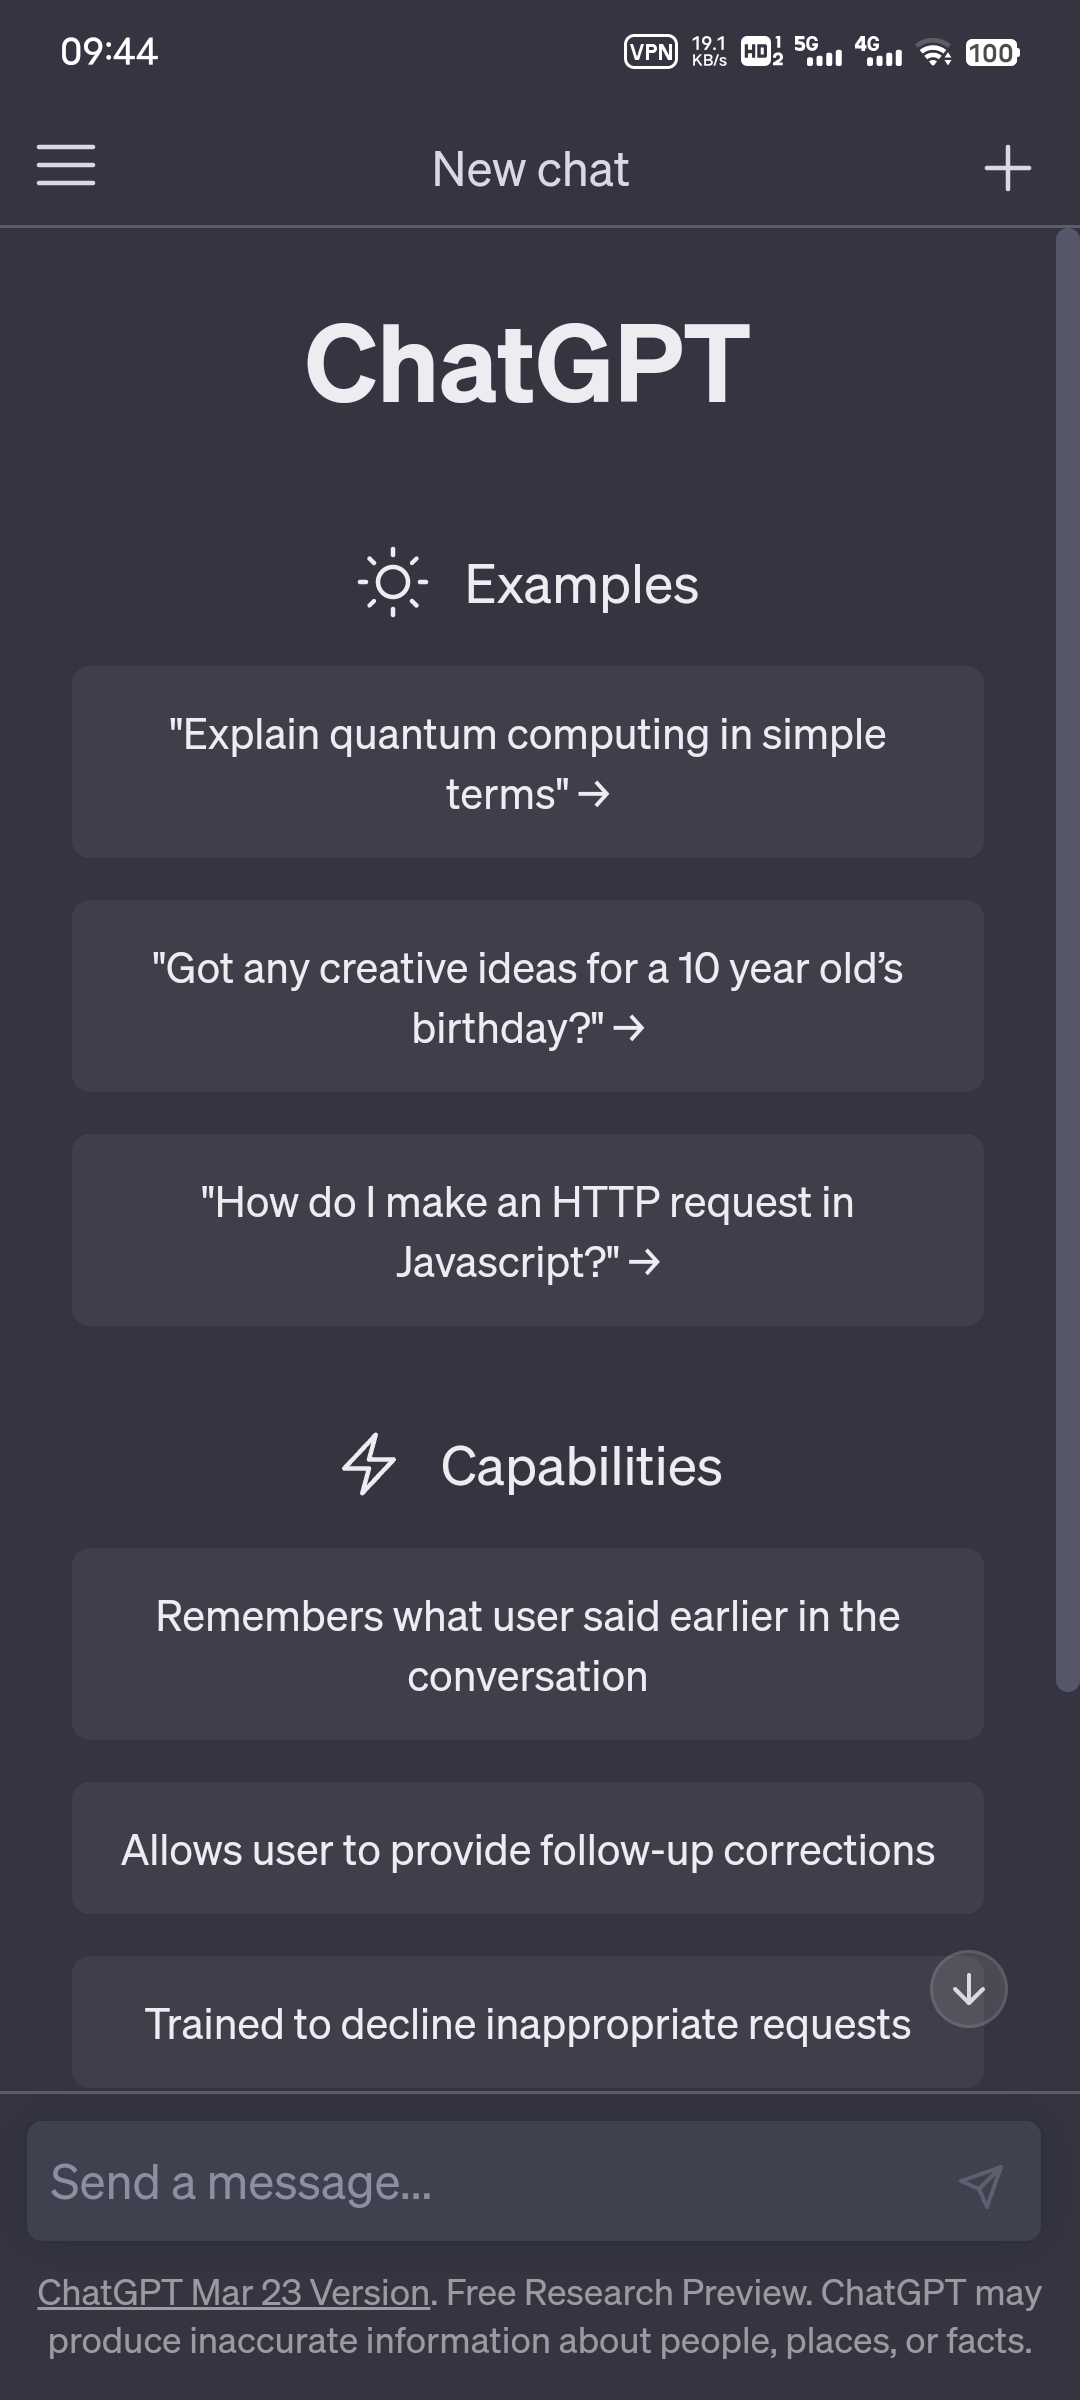 09:44
VPN 19.1 KB/s HD 1 2 5G 4G 100
New chat
ChatGPT
Examples
"Explain quantum computing in simple
terms" →
"Got any creative ideas for a 10 year old’s
birthday?" →
"How do I make an HTTP request in
Javascript?" →
Capabilities
Remembers what user said earlier in the
conversation
Allows user to provide follow-up corrections
Trained to decline inappropriate requests
Send a message...
ChatGPT Mar 23 Version. Free Research Preview. ChatGPT may
produce inaccurate information about people, places, or facts.